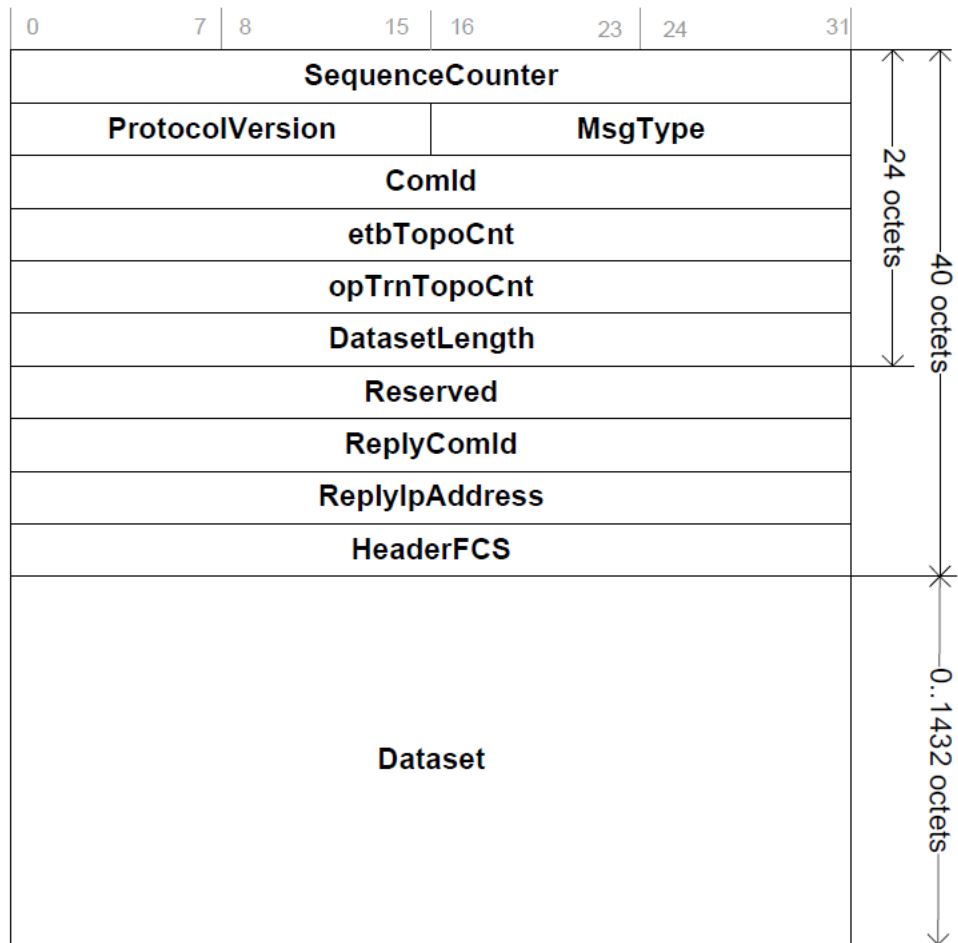 0 7 8 15 16 23 24 31
SequenceCounter
ProtocolVersion MsgType
ComId
etbTopoCnt
opTrnTopoCnt
DatasetLength
Reserved
ReplyComId
ReplyIpAddress
HeaderFCS
Dataset
24 octets
40 octets
0..1432 octets